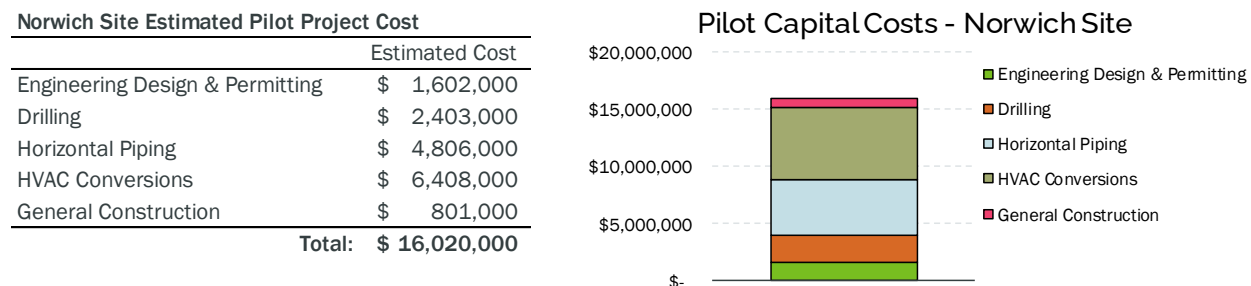 Norwich Site Estimated Pilot Project Cost
Estimated Cost
Engineering Design & Permitting $ 1,602,000
Drilling $ 2,403,000
Horizontal Piping $ 4,806,000
HVAC Conversions $ 6,408,000
General Construction $ 801,000
Total: $ 16,020,000
Pilot Capital Costs - Norwich Site
$20,000,000
$15,000,000
$10,000,000
$5,000,000
$-
Engineering Design & Permitting
Drilling
Horizontal Piping
HVAC Conversions
General Construction